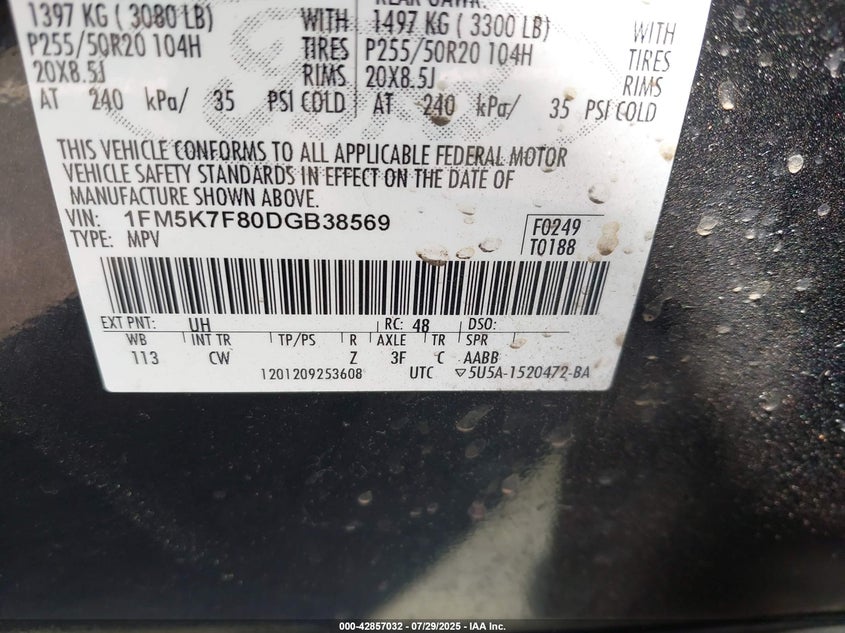 REAR GAWR:
1397 KG ( 3080 LB) WITH 1497 KG ( 3300 LB) WITH
P255/50R20 104H TIRES P255/50R20 104H TIRES
20X8.5J RIMS 20X8.5J RIMS
AT 240 kPa/ 35 PSI COLD AT 240 kPa/ 35 PSI COLD
THIS VEHICLE CONFORMS TO ALL APPLICABLE FEDERAL MOTOR
VEHICLE SAFETY STANDARDS IN EFFECT ON THE DATE OF
MANUFACTURE SHOWN ABOVE.
VIN: 1FM5K7F80DGB38569 F0249
TYPE: MPV T0188
EXT PNT: UH RC: 48 DSO:
WB INT TR TP/PS R AXLE TR SPR
113 CW Z 3F C AABB
1201209253608 UTC ▽5U5A-1520472-BA
000-42857032 / 07/29/2025 - IAA Inc.